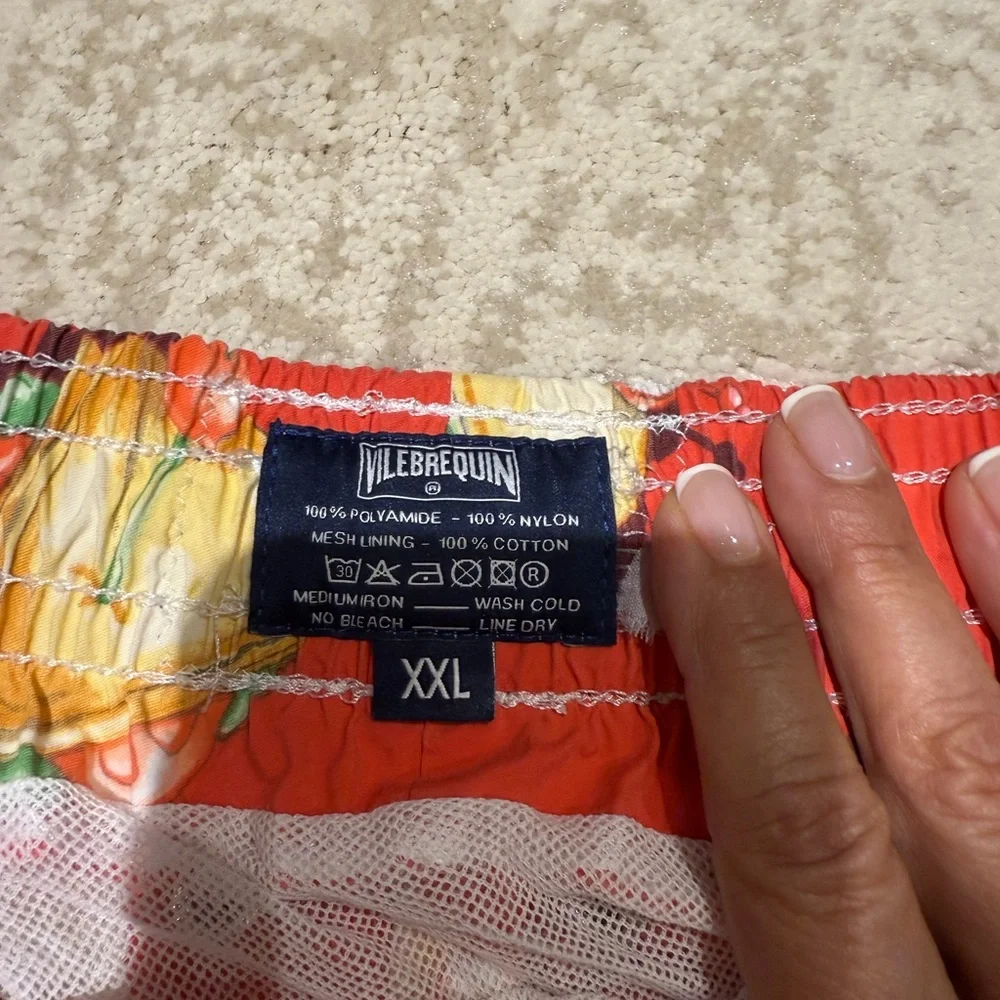 VILEBREQUIN
®
100% POLYAMIDE - 100% NYLON
MESH LINING - 100% COTTON
30 R
MEDIUM IRON —— WASH COLD
NO BLEACH —— LINE DRY
XXL